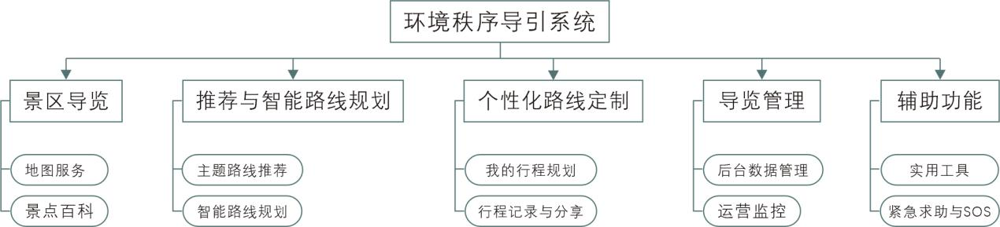 环境秩序导引系统
景区导览
推荐与智能路线规划
个性化路线定制
导览管理
辅助功能
地图服务
主题路线推荐
我的行程规划
后台数据管理
实用工具
景点百科
智能路线规划
行程记录与分享
运营监控
紧急求助与SOS